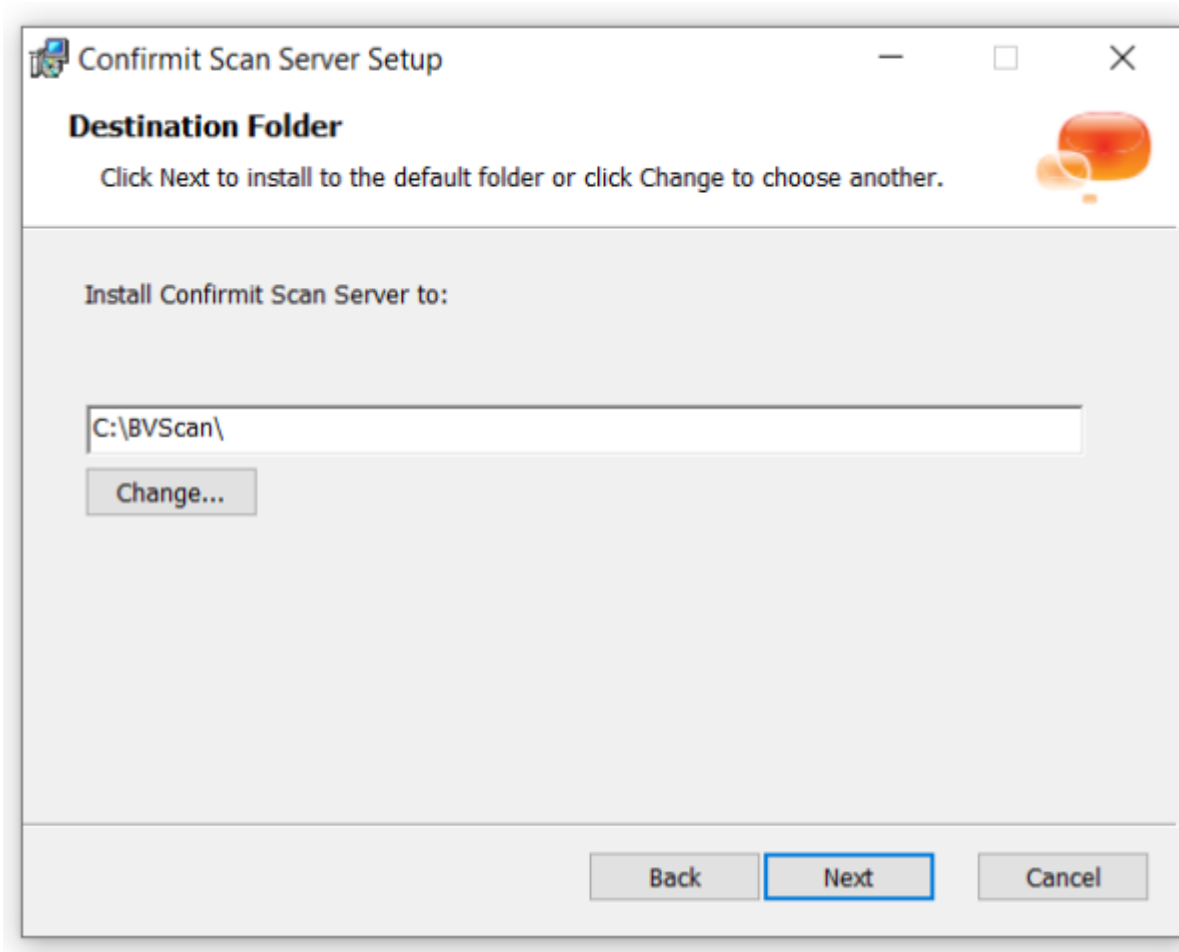 Confirmit Scan Server Setup
Destination Folder
Click Next to install to the default folder or click Change to choose another.
Install Confirmit Scan Server to:
C:\BVScan\
Change...
Back Next Cancel